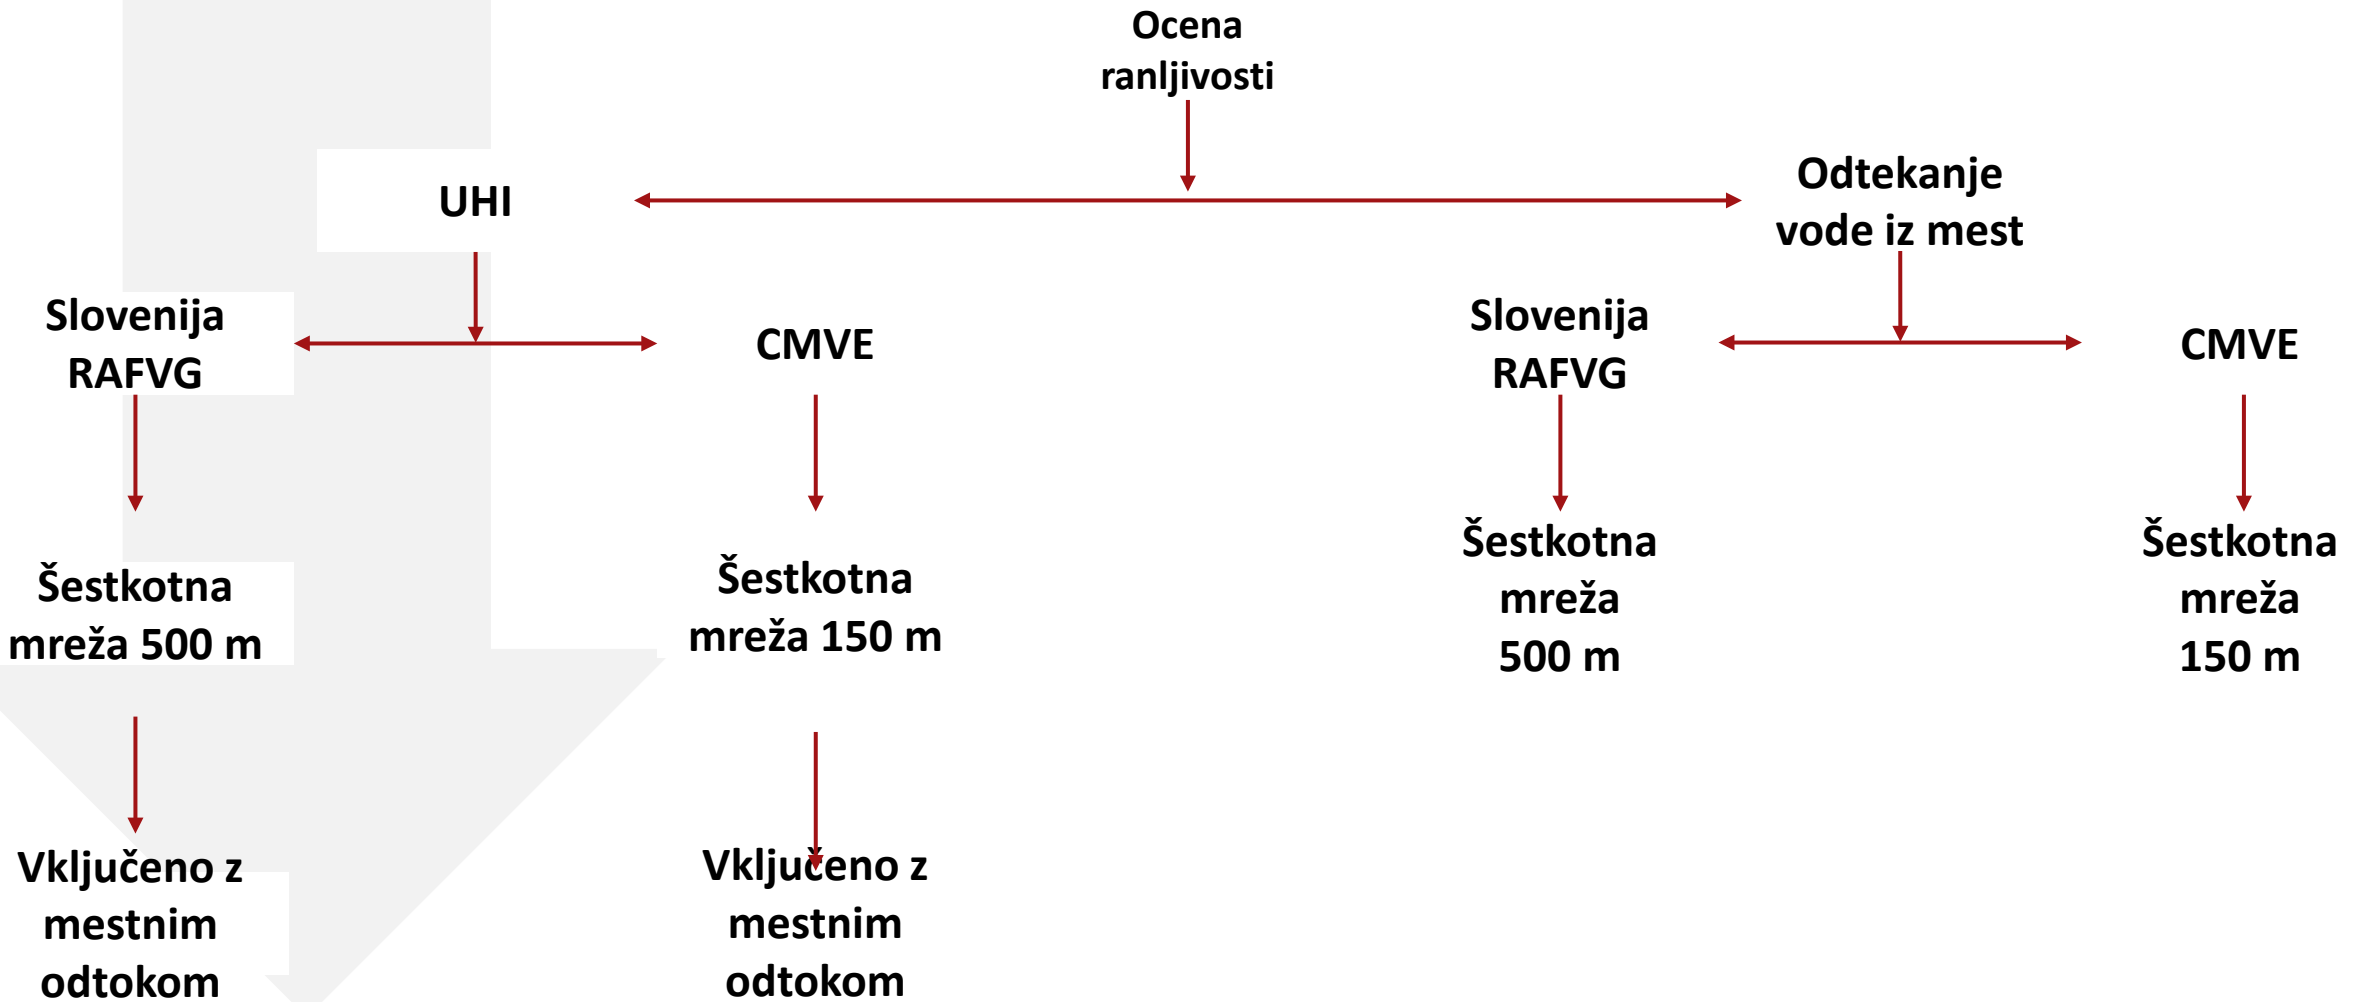 Ocena
ranljivosti
UHI
Odtekanje
vode iz mest
Slovenija
RAFVG
CMVE
Slovenija
RAFVG
CMVE
Šestkotna
mreža 500 m
Šestkotna
mreža 150 m
Šestkotna
mreža
500 m
Šestkotna
mreža
150 m
Vključeno z
mestnim
odtokom
Vključeno z
mestnim
odtokom